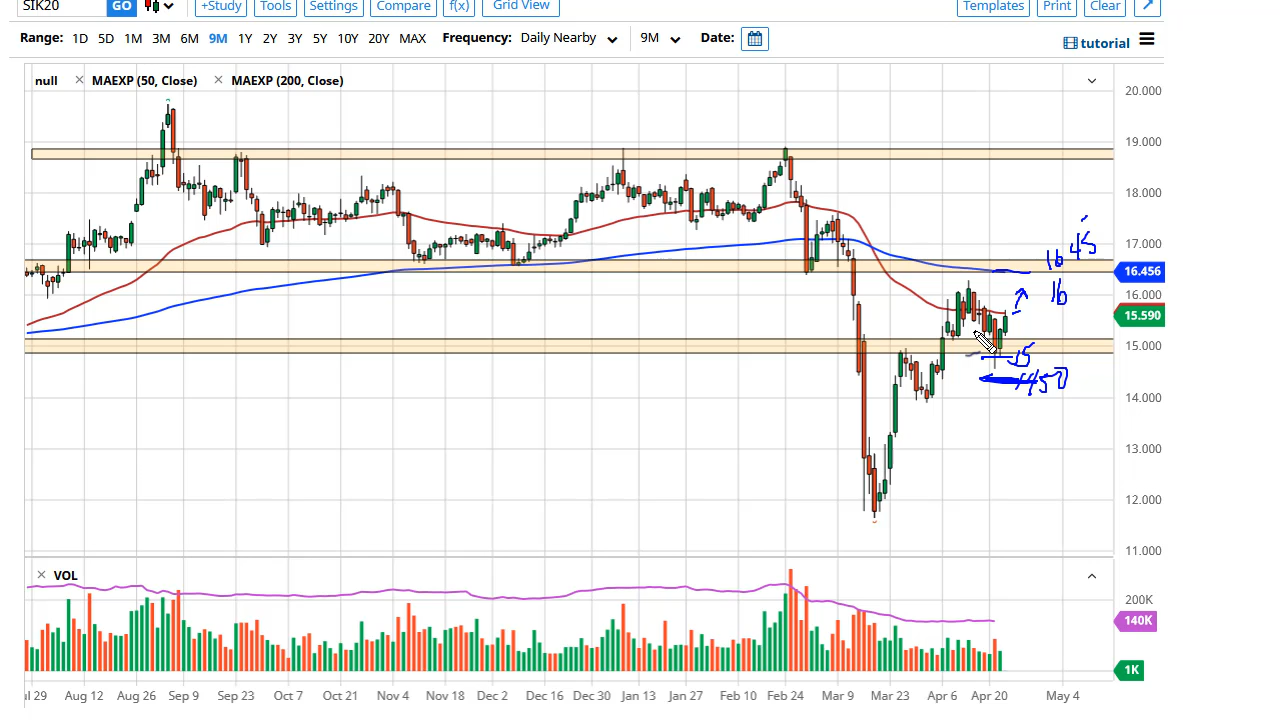 SIK20 GO +Study Tools Settings Compare f(x) Grid View Templates Print Clear
Range: 1D 5D 1M 3M 6M 9M 1Y 2Y 3Y 5Y 10Y 20Y MAX Frequency: Daily Nearby 9M Date: tutorial
null × MAEXP (50, Close) × MAEXP (200, Close)
20.000
19.000
18.000
17.000
16 45
16.456
16.000
16
15.590
15.000
15
1450
14.000
13.000
12.000
11.000
× VOL
200K
140K
1K
Jul 29 Aug 12 Aug 26 Sep 9 Sep 23 Oct 7 Oct 21 Nov 4 Nov 18 Dec 2 Dec 16 Dec 30 Jan 13 Jan 27 Feb 10 Feb 24 Mar 9 Mar 23 Apr 6 Apr 20 May 4